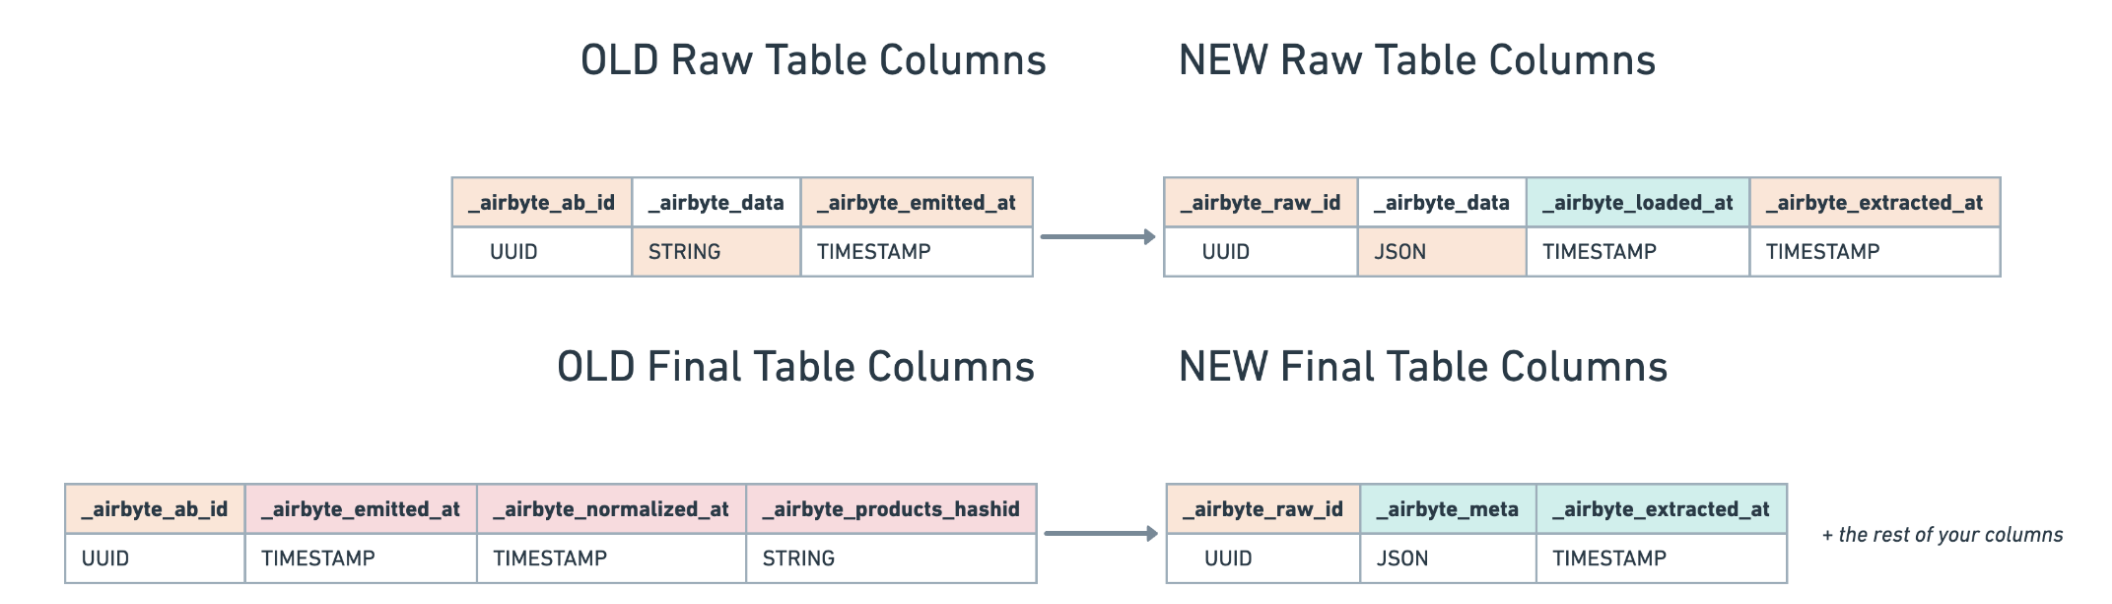 OLD Raw Table Columns
NEW Raw Table Columns
_airbyte_ab_id _airbyte_data _airbyte_emitted_at
UUID STRING TIMESTAMP
_airbyte_raw_id _airbyte_data _airbyte_loaded_at _airbyte_extracted_at
UUID JSON TIMESTAMP TIMESTAMP
OLD Final Table Columns
NEW Final Table Columns
_airbyte_ab_id _airbyte_emitted_at _airbyte_normalized_at _airbyte_products_hashid
UUID TIMESTAMP TIMESTAMP STRING
_airbyte_raw_id _airbyte_meta _airbyte_extracted_at
UUID JSON TIMESTAMP
+ the rest of your columns